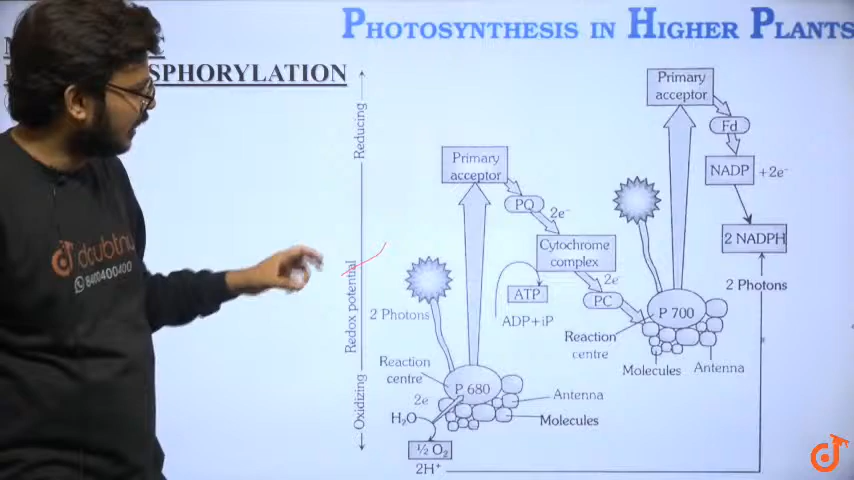 PHOTOSYNTHESIS IN HIGHER PLANTS
SPHORYLATION
Reducing
Redox potential
Oxidizing
Primary
acceptor
PQ
2e⁻
Cytochrome
complex
2e⁻
PC
ATP
ADP+iP
2 Photons
Reaction
centre
P 680
2e
H₂O
½ O₂
2H⁺
Antenna
Molecules
Primary
acceptor
Fd
NADP +2e⁻
2 NADPH
2 Photons
P 700
Reaction
centre
Molecules
Antenna
doubtnut
8400400400